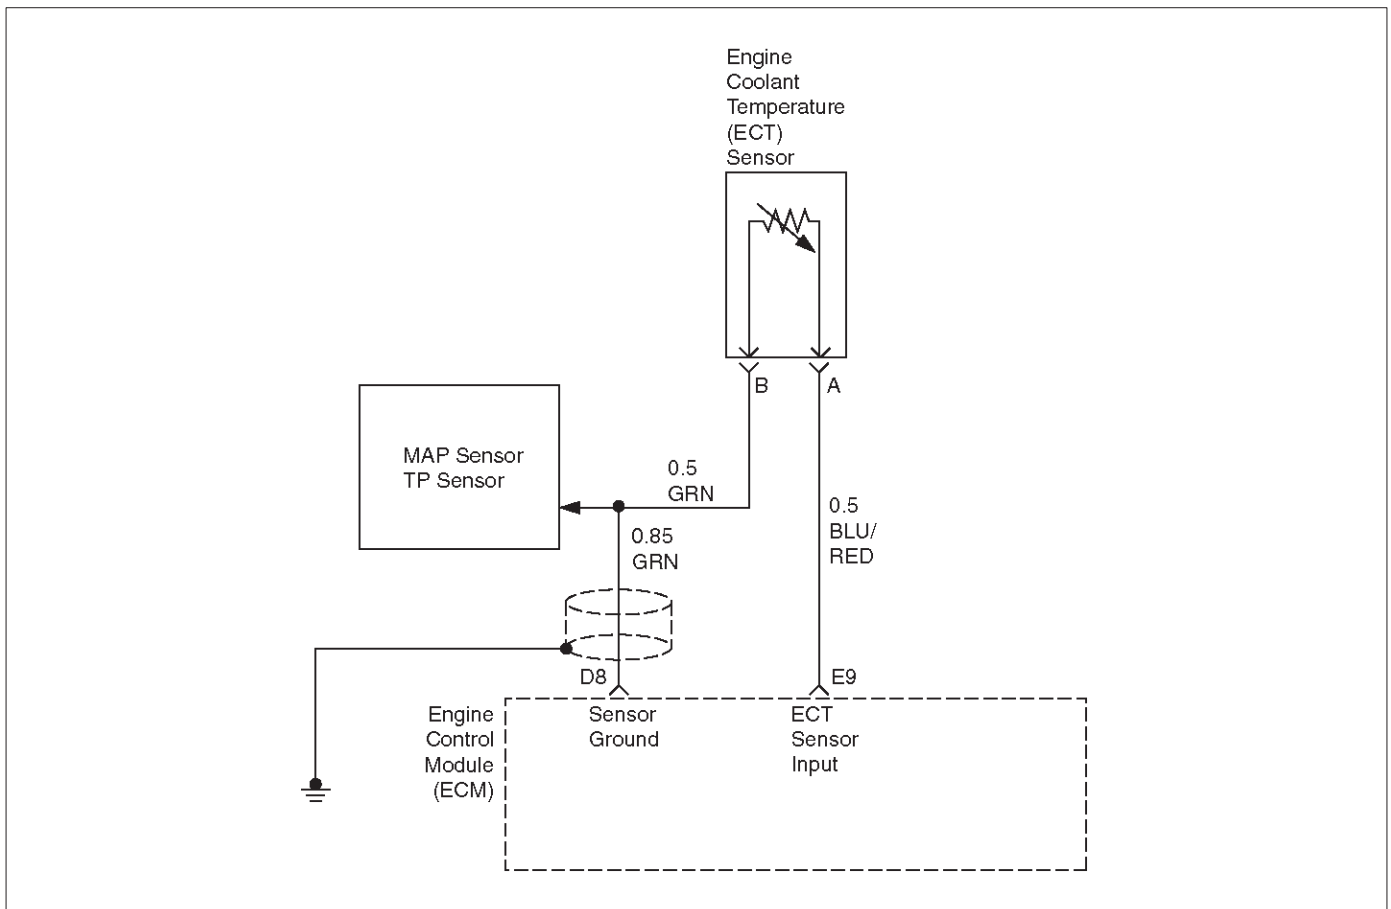 Engine
Coolant
Temperature
(ECT)
Sensor
B
A
MAP Sensor
TP Sensor
0.5
GRN
0.85
GRN
0.5
BLU/
RED
D8
E9
Engine
Control
Module
(ECM)
Sensor
Ground
ECT
Sensor
Input